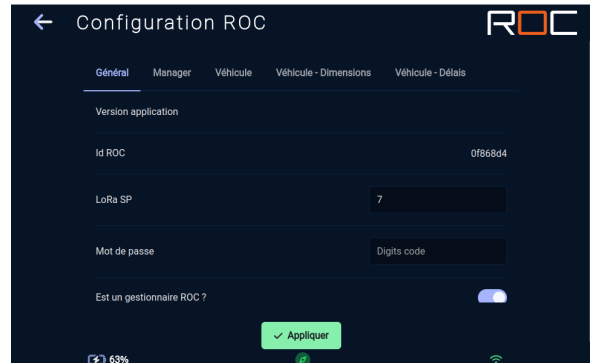 Configuration ROC
ROC
Général Manager Véhicule Véhicule - Dimensions Véhicule - Délais
Version application
Id ROC 0f868d4
LoRa SP 7
Mot de passe Digits code
Est un gestionnaire ROC ?
Appliquer
63%